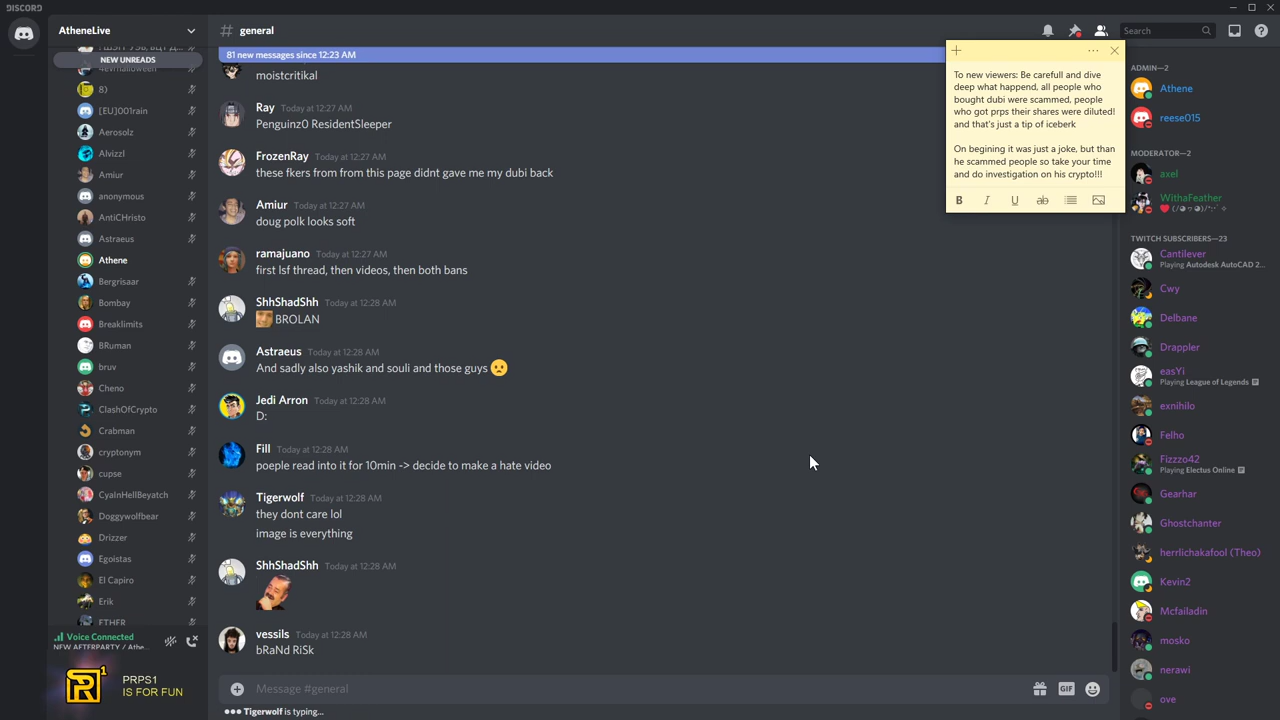 DISCORD
AtheneLive
NEW UNREADS
8}
[EU]001rain
Aerosolz
Alvizzl
Amiur
anonymous
AntiCHristo
Astraeus
Athene
Bergrisaar
Bombay
Breaklimits
BRuman
bruv
Cheno
ClashOfCrypto
Crabman
cryptonym
cupse
CyaInHellBeyatch
Doggywolfbear
Drizzer
Egoistas
El Capiro
Erik
ETHER
Voice Connected
NEW AFTERPARTY / Athe...
PRPS1
IS FOR FUN
# general
81 new messages since 12:23 AM
moistcritikal
Ray Today at 12:27 AM
Penguinz0 ResidentSleeper
FrozenRay Today at 12:27 AM
these fkers from from this page didnt gave me my dubi back
Amiur Today at 12:27 AM
doug polk looks soft
ramajuano Today at 12:27 AM
first lsf thread, then videos, then both bans
ShhShadShh Today at 12:28 AM
BROLAN
Astraeus Today at 12:28 AM
And sadly also yashik and souli and those guys
Jedi Arron Today at 12:28 AM
D:
Fill Today at 12:28 AM
poeple read into it for 10min -> decide to make a hate video
Tigerwolf Today at 12:28 AM
they dont care lol
image is everything
ShhShadShh Today at 12:28 AM
vessils Today at 12:28 AM
bRaNd RiSk
Message #general
GIF
Tigerwolf is typing...
Search
To new viewers: Be carefull and dive
deep what happend, all people who
bought dubi were scammed, people
who got prps their shares were diluted!
and that's just a tip of iceberk
On begining it was just a joke, but than
he scammed people so take your time
and do investigation on his crypto!!!
B I U ab
ADMIN—2
Athene
reese015
MODERATOR—2
axel
WithaFeather
TWITCH SUBSCRIBERS—23
Cantilever
Playing Autodesk AutoCAD 2...
Cwy
Delbane
Drappler
easYi
Playing League of Legends
exnihilo
Felho
Fizzzo42
Playing Electus Online
Gearhar
Ghostchanter
herrlichakafool (Theo)
Kevin2
Mcfailadin
mosko
nerawi
ove